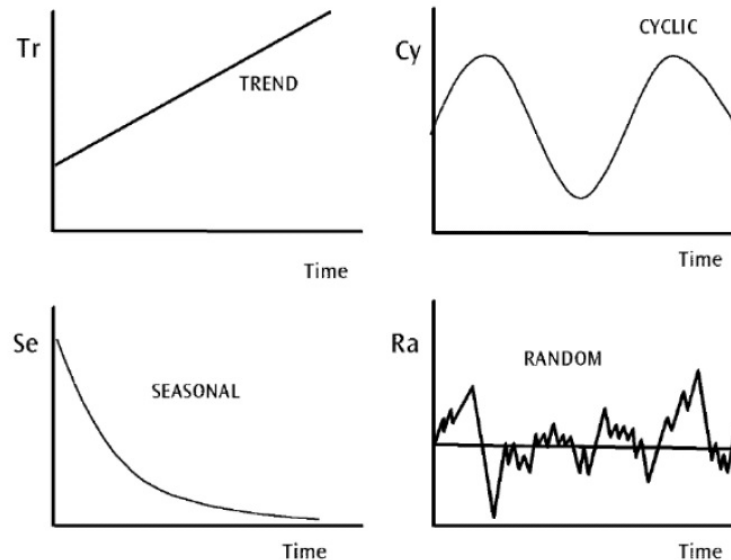 Tr
TREND
Time
Cy
CYCLIC
Time
Se
SEASONAL
Time
Ra
RANDOM
Time